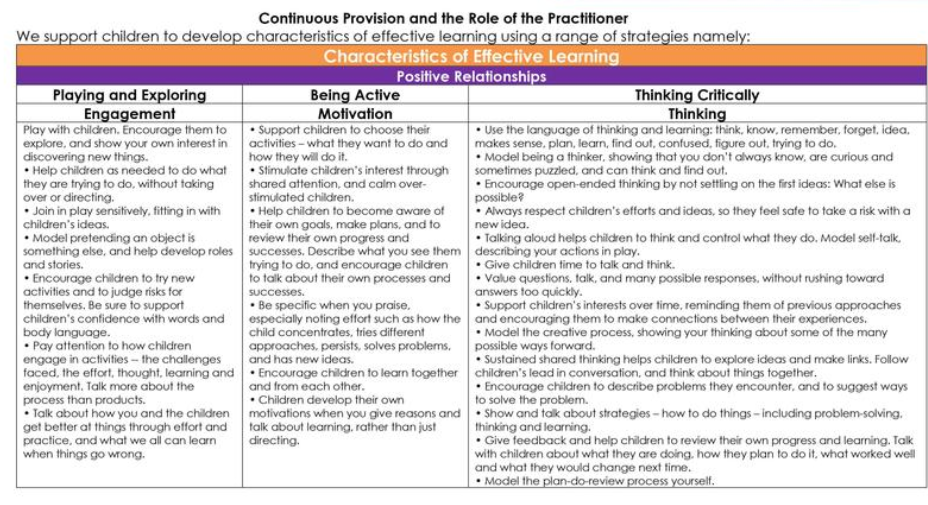 Continuous Provision and the Role of the Practitioner
We support children to develop characteristics of effective learning using a range of strategies namely:
Characteristics of Effective Learning
Positive Relationships
Playing and Exploring
Being Active
Thinking Critically
Engagement
Motivation
Thinking
Play with children. Encourage them to
explore, and show your own interest in
discovering new things.
• Help children as needed to do what
they are trying to do, without taking
over or directing.
• Join in play sensitively, fitting in with
children's ideas.
• Model pretending an object is
something else, and help develop roles
and stories.
• Encourage children to try new
activities and to judge risks for
themselves. Be sure to support
children's confidence with words and
body language.
• Pay attention to how children
engage in activities -- the challenges
faced, the effort, thought, learning and
enjoyment. Talk more about the
process than products.
• Talk about how you and the children
get better at things through effort and
practice, and what we all can learn
when things go wrong.
• Support children to choose their
activities – what they want to do and
how they will do it.
• Stimulate children's interest through
shared attention, and calm over-
stimulated children.
• Help children to become aware of
their own goals, make plans, and to
review their own progress and
successes. Describe what you see them
trying to do, and encourage children
to talk about their own processes and
successes.
• Be specific when you praise,
especially noting effort such as how the
child concentrates, tries different
approaches, persists, solves problems,
and has new ideas.
• Encourage children to learn together
and from each other.
• Children develop their own
motivations when you give reasons and
talk about learning, rather than just
directing.
• Use the language of thinking and learning: think, know, remember, forget, idea,
makes sense, plan, learn, find out, confused, figure out, trying to do.
• Model being a thinker, showing that you don't always know, are curious and
sometimes puzzled, and can think and find out.
• Encourage open-ended thinking by not settling on the first ideas: What else is
possible?
• Always respect children's efforts and ideas, so they feel safe to take a risk with a
new idea.
• Talking aloud helps children to think and control what they do. Model self-talk,
describing your actions in play.
• Give children time to talk and think.
• Value questions, talk, and many possible responses, without rushing toward
answers too quickly.
• Support children's interests over time, reminding them of previous approaches
and encouraging them to make connections between their experiences.
• Model the creative process, showing your thinking about some of the many
possible ways forward.
• Sustained shared thinking helps children to explore ideas and make links. Follow
children's lead in conversation, and think about things together.
• Encourage children to describe problems they encounter, and to suggest ways
to solve the problem.
• Show and talk about strategies – how to do things – including problem-solving,
thinking and learning.
• Give feedback and help children to review their own progress and learning. Talk
with children about what they are doing, how they plan to do it, what worked well
and what they would change next time.
• Model the plan-do-review process yourself.